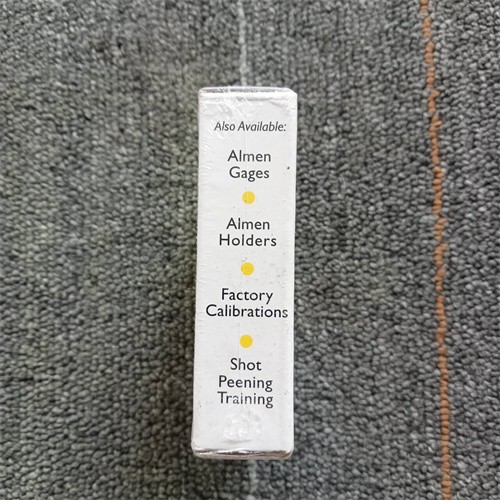 Also Available:
Almen
Gages
Almen
Holders
Factory
Calibrations
Shot
Peening
Training